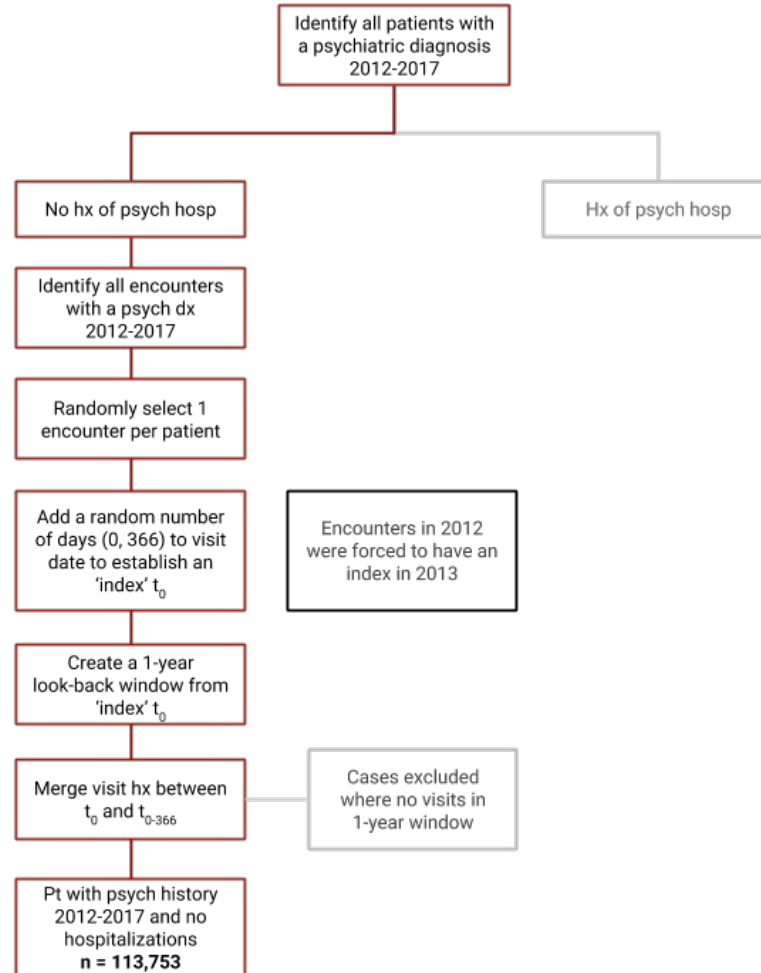 Identify all patients with
a psychiatric diagnosis
2012-2017
No hx of psych hosp
Hx of psych hosp
Identify all encounters
with a psych dx
2012-2017
Randomly select 1
encounter per patient
Add a random number
of days (0, 366) to visit
date to establish an
‘index’ t₀
Encounters in 2012
were forced to have an
index in 2013
Create a 1-year
look-back window from
‘index’ t₀
Merge visit hx between
t₀ and t₀₋₃₆₆
Cases excluded
where no visits in
1-year window
Pt with psych history
2012-2017 and no
hospitalizations
n = 113,753